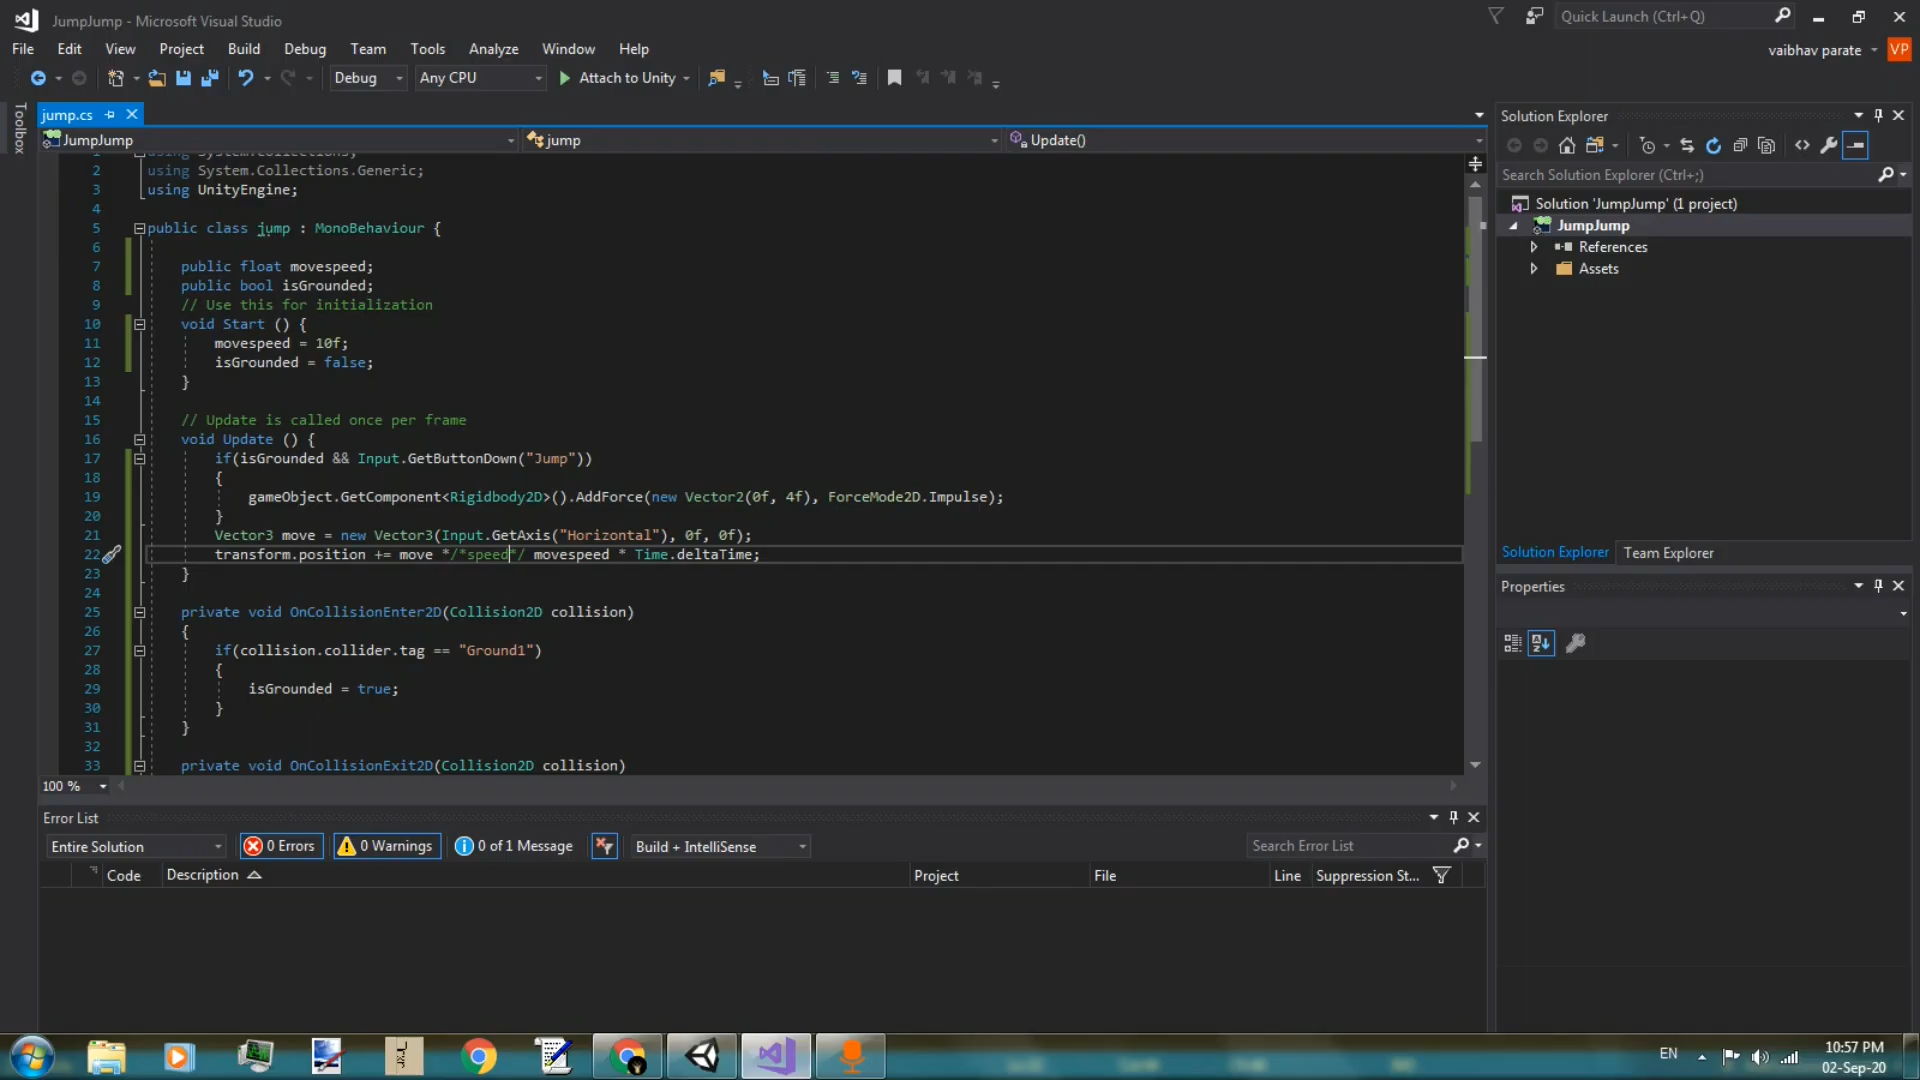 JumpJump - Microsoft Visual Studio
Quick Launch (Ctrl+Q)
File Edit View Project Build Debug Team Tools Analyze Window Help
vaibhav parate
VP
Debug Any CPU Attach to Unity
Toolbox
jump.cs
JumpJump jump Update()
1 using System.Collections;
2 using System.Collections.Generic;
3 using UnityEngine;
4
5 public class jump : MonoBehaviour {
6
7 public float movespeed;
8 public bool isGrounded;
9 // Use this for initialization
10 void Start () {
11 movespeed = 10f;
12 isGrounded = false;
13 }
14
15 // Update is called once per frame
16 void Update () {
17 if(isGrounded && Input.GetButtonDown("Jump"))
18 {
19 gameObject.GetComponent<Rigidbody2D>().AddForce(new Vector2(0f, 4f), ForceMode2D.Impulse);
20 }
21 Vector3 move = new Vector3(Input.GetAxis("Horizontal"), 0f, 0f);
22 transform.position += move */*speed*/ movespeed * Time.deltaTime;
23 }
24
25 private void OnCollisionEnter2D(Collision2D collision)
26 {
27 if(collision.collider.tag == "Ground1")
28 {
29 isGrounded = true;
30 }
31 }
32
33 private void OnCollisionExit2D(Collision2D collision)
100 %
Solution Explorer
Search Solution Explorer (Ctrl+;)
Solution 'JumpJump' (1 project)
JumpJump
References
Assets
Solution Explorer Team Explorer
Properties
Error List
Entire Solution 0 Errors 0 Warnings 0 of 1 Message Build + IntelliSense Search Error List
Code Description Project File Line Suppression St...
EN
10:57 PM
02-Sep-20